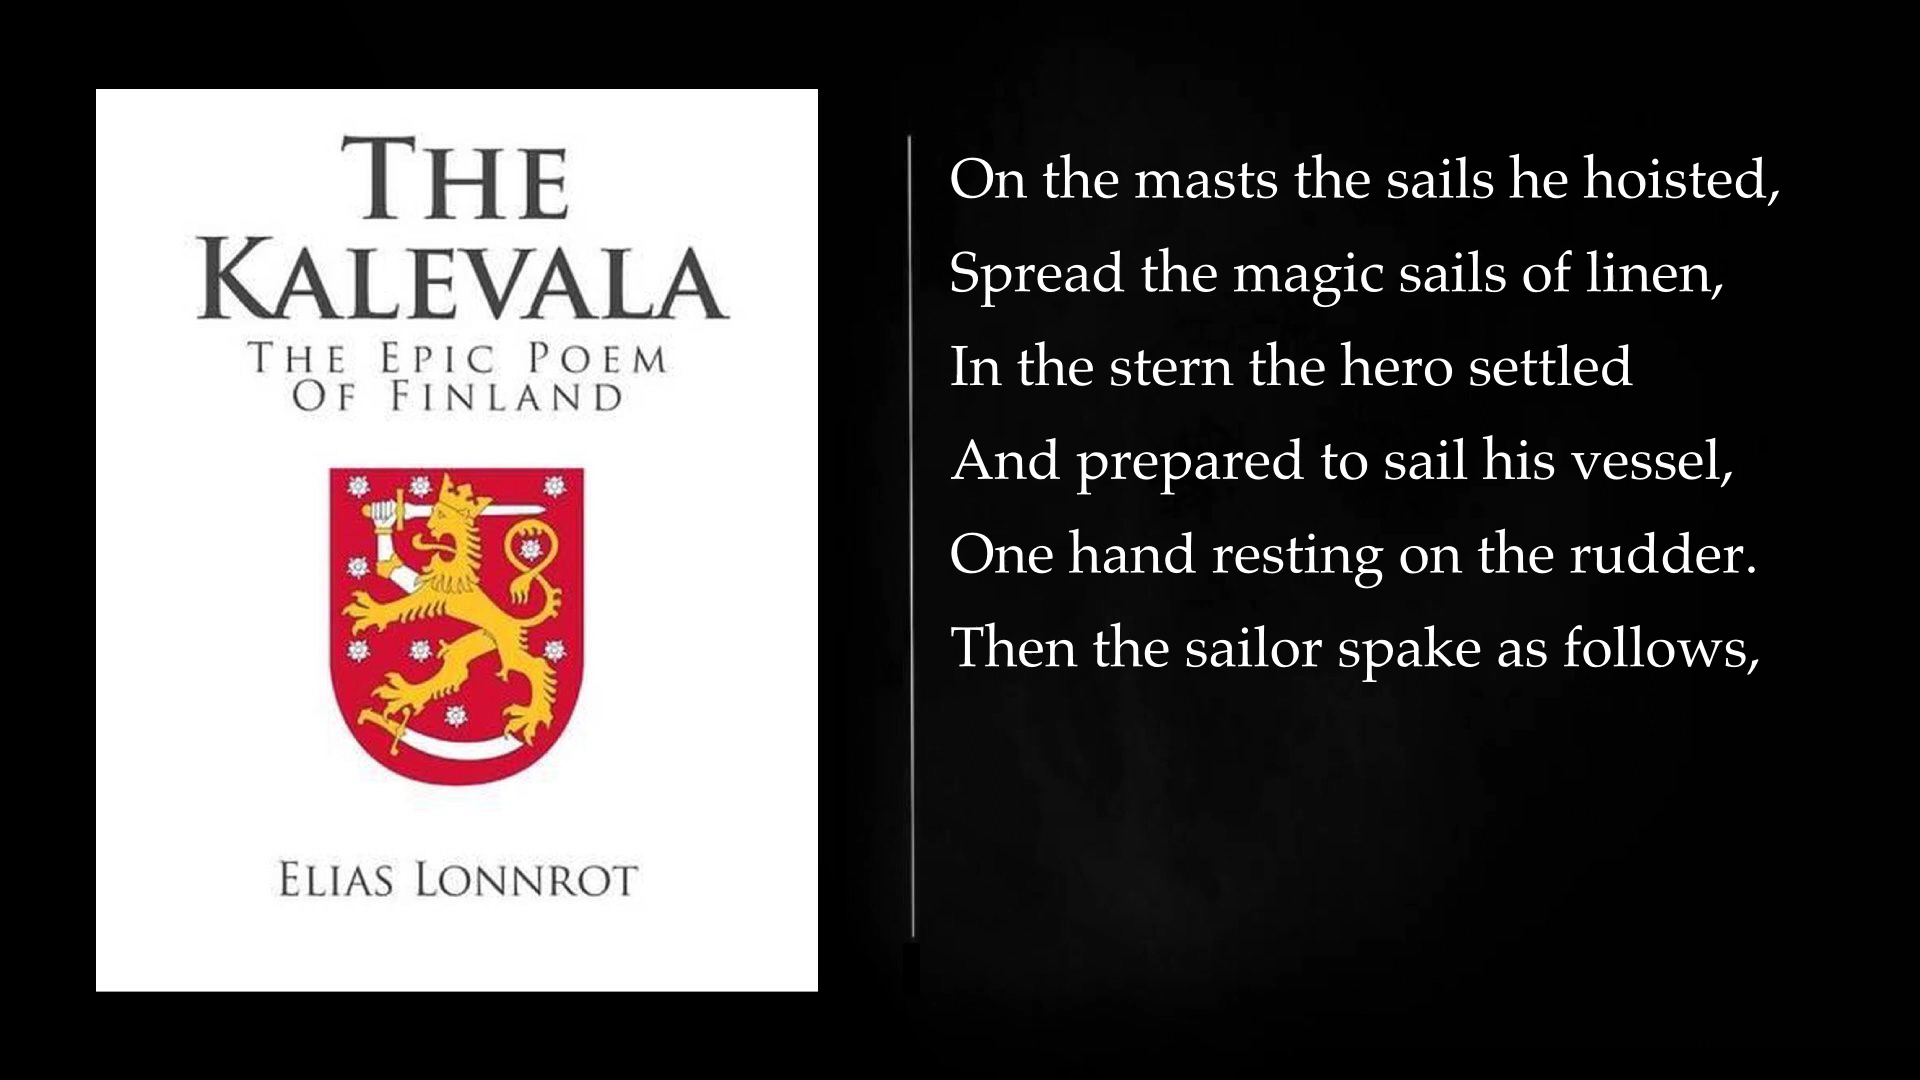 THE
KALEVALA
THE EPIC POEM
OF FINLAND
ELIAS LONNROT
On the masts the sails he hoisted,
Spread the magic sails of linen,
In the stern the hero settled
And prepared to sail his vessel,
One hand resting on the rudder.
Then the sailor spake as follows,